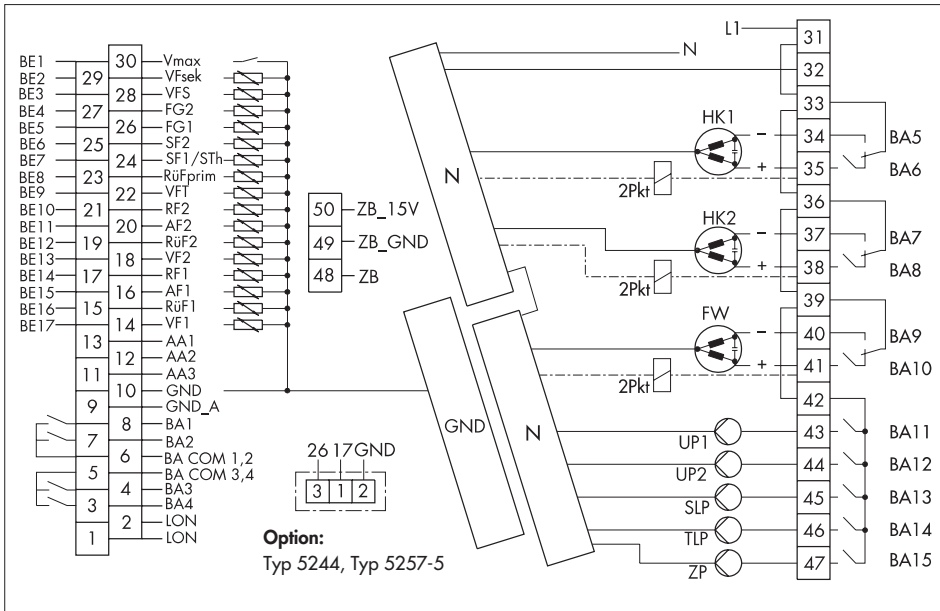 BE1 30 Vmax
BE2 29 VFsek
BE3 28 VFS
BE4 27 FG2
BE5 26 FG1
BE6 25 SF2
BE7 24 SF1/STh
BE8 23 RüFprim
BE9 22 VFT
BE10 21 RF2
BE11 20 AF2
BE12 19 RüF2
BE13 18 VF2
BE14 17 RF1
BE15 16 AF1
BE16 15 RüF1
BE17 14 VF1
13 AA1
12 AA2
11 AA3
10 GND
9 GND_A
8 BA1
7 BA2
6 BA COM 1,2
5 BA COM 3,4
4 BA3
3 BA4
2 LON
1 LON
50 ZB_15V
49 ZB_GND
48 ZB
26 17 GND
3 1 2
Option:
Typ 5244, Typ 5257-5
N
GND
N
L1 31
N
32
33
HK1 - 34 BA5
+ 35 BA6
2Pkt
36
HK2 - 37 BA7
+ 38 BA8
2Pkt
39
FW - 40 BA9
+ 41 BA10
2Pkt
42
UP1 43 BA11
UP2 44 BA12
SLP 45 BA13
TLP 46 BA14
ZP 47 BA15